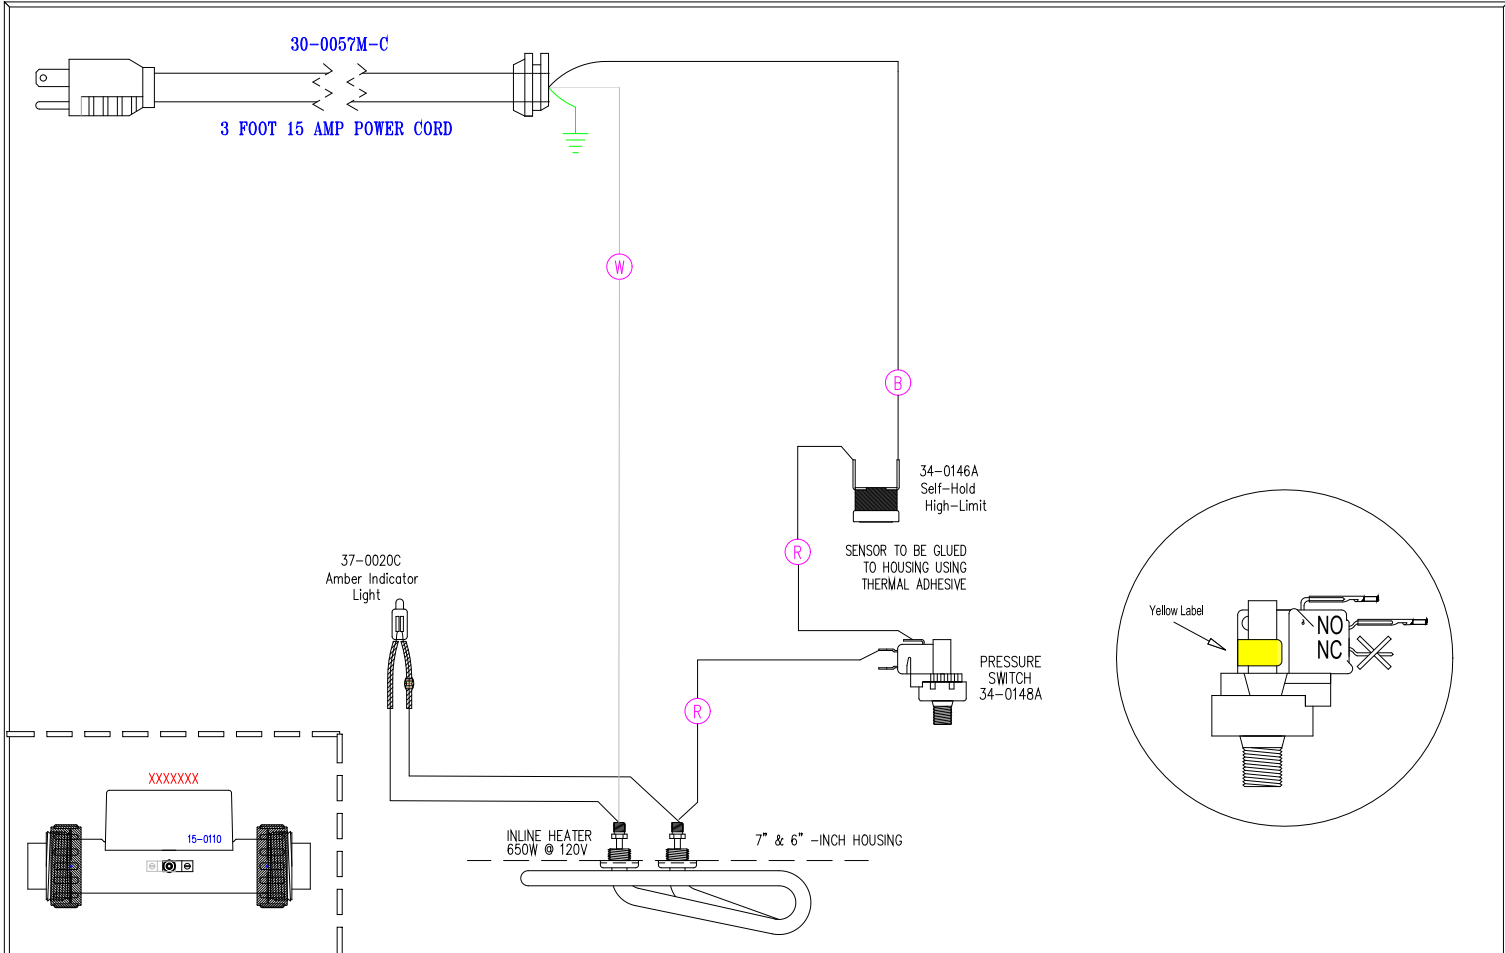 30-0057M-C
3 FOOT 15 AMP POWER CORD
W
B
34-0146A
Self-Hold
High-Limit
R
SENSOR TO BE GLUED
TO HOUSING USING
THERMAL ADHESIVE
37-0020C
Amber Indicator
Light
Yellow Label
NO
NC
PRESSURE
SWITCH
34-0148A
R
XXXXXXX
15-0110
INLINE HEATER
650W @ 120V
7" & 6" -INCH HOUSING